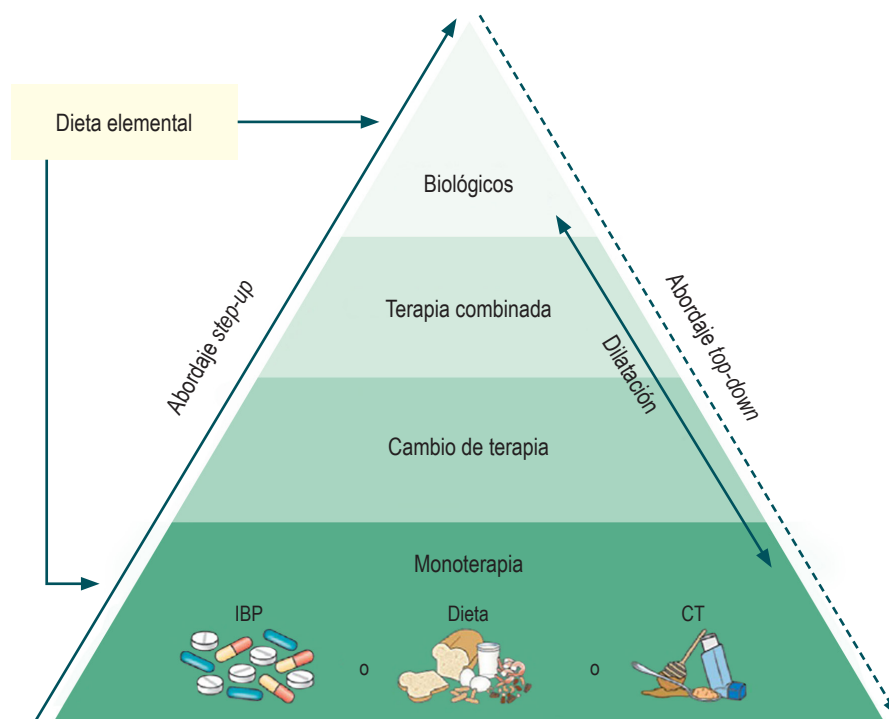 Dieta elemental
Biológicos
Abordaje step-up
Terapia combinada
Abordaje top-down
Dilatación
Cambio de terapia
Monoterapia
IBP
Dieta
CT
o
o